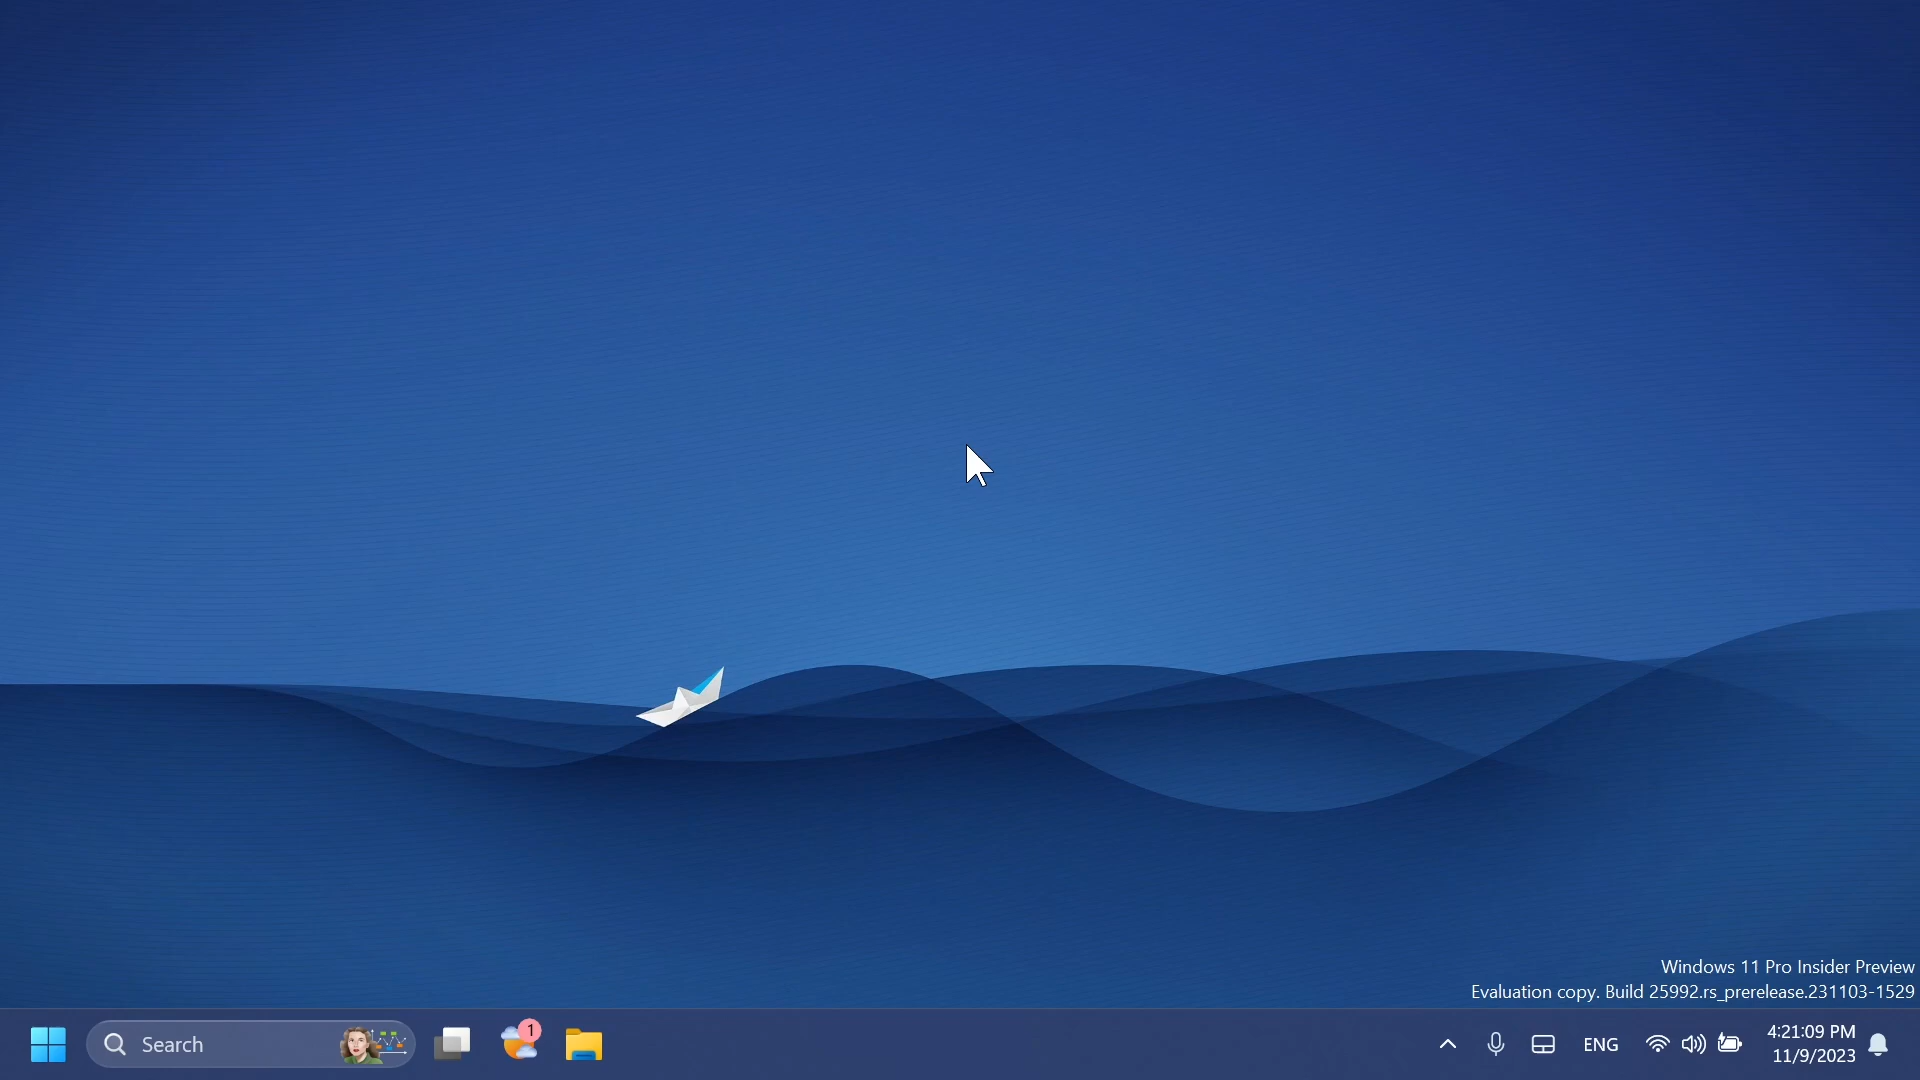 Windows 11 Pro Insider Preview
Evaluation copy. Build 25992.rs_prerelease.231103-1529
Search
1
ENG
4:21:09 PM
11/9/2023